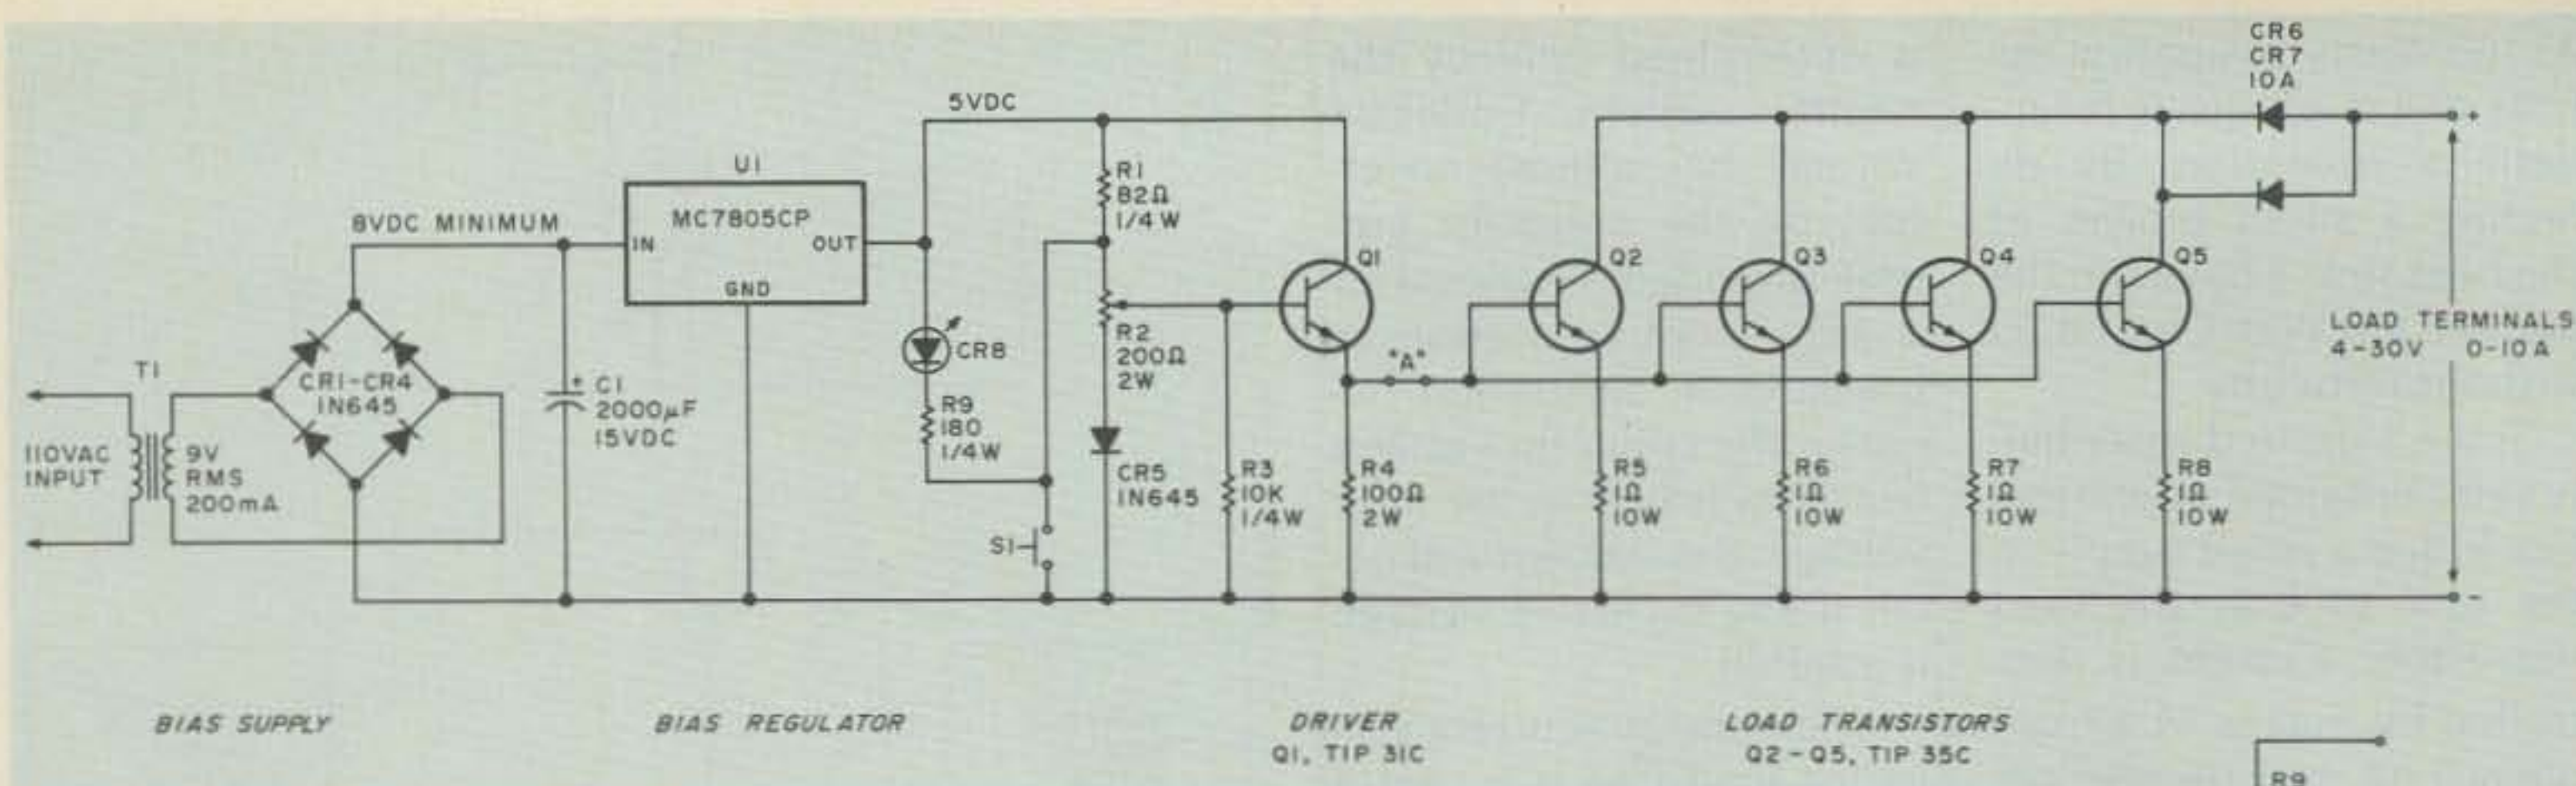 CR6
CR7
10A
5VDC
U1
MC7805CP
IN
OUT
GND
8VDC MINIMUM
R1
82Ω
1/4W
Q1
Q2
Q3
Q4
Q5
+
LOAD TERMINALS
4-30V 0-10A
-
T1
110VAC
INPUT
9V
RMS
200mA
CR1-CR4
1N645
+
C1
2000µF
15VDC
CR8
R9
180
1/4W
S1
R2
200Ω
2W
CR5
1N645
R3
10K
1/4W
"A"
R4
100Ω
2W
R5
1Ω
10W
R6
1Ω
10W
R7
1Ω
10W
R8
1Ω
10W
BIAS SUPPLY
BIAS REGULATOR
DRIVER
Q1, TIP 31C
LOAD TRANSISTORS
Q2-Q5, TIP 35C
R9